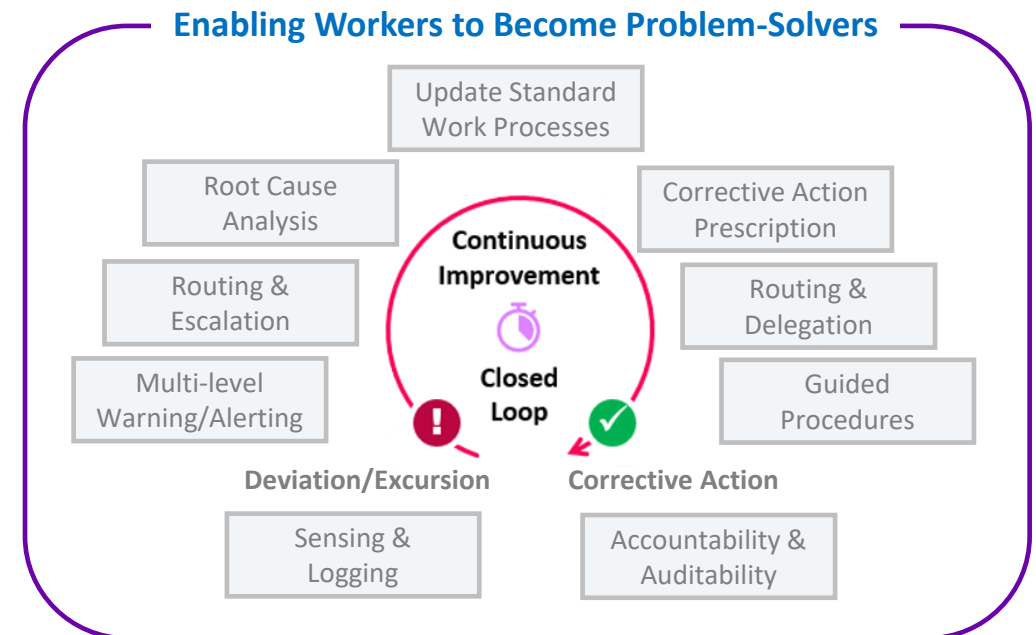 Enabling Workers to Become Problem-Solvers
Update Standard
Work Processes
Root Cause
Analysis
Corrective Action
Prescription
Continuous
Improvement
Routing &
Escalation
Routing &
Delegation
Closed
Loop
Multi-level
Warning/Alerting
Guided
Procedures
!
Deviation/Excursion
Corrective Action
Sensing &
Logging
Accountability &
Auditability